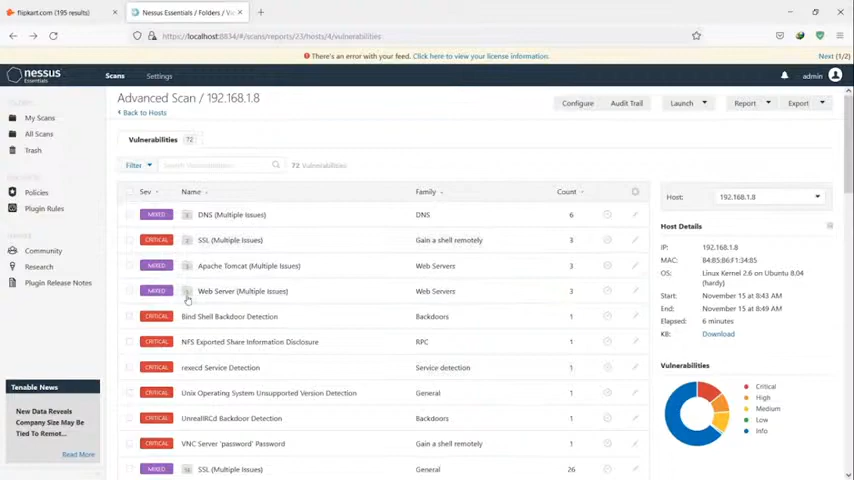 flipkart.com (195 results)
Nessus Essentials / Folders / Vi
https://localhost:8834/#/scans/reports/23/hosts/4/vulnerabilities
There's an error with your feed. Click here to view your license information.
Next (1/2)
nessus
Essentials
Scans
Settings
admin
My Scans
All Scans
Trash
Policies
Plugin Rules
Community
Research
Plugin Release Notes
Tenable News
New Data Reveals
Company Size May Be
Tied To Remot...
Read More
Advanced Scan / 192.168.1.8
Back to Hosts
Configure
Audit Trail
Launch
Report
Export
Vulnerabilities 72
Filter
Search Vulnerabilities
72 Vulnerabilities
Sev Name Family Count
MIXED DNS (Multiple Issues) DNS 6
CRITICAL 2 SSL (Multiple Issues) Gain a shell remotely 3
MIXED Apache Tomcat (Multiple Issues) Web Servers 3
MIXED Web Server (Multiple Issues) Web Servers 3
CRITICAL Bind Shell Backdoor Detection Backdoors 1
CRITICAL NFS Exported Share Information Disclosure RPC 1
CRITICAL rexecd Service Detection Service detection 1
CRITICAL Unix Operating System Unsupported Version Detection General 1
CRITICAL UnrealIRCd Backdoor Detection Backdoors 1
CRITICAL VNC Server 'password' Password Gain a shell remotely 1
MIXED SSL (Multiple Issues) General 26
Host: 192.168.1.8
Host Details
IP: 192.168.1.8
MAC: 84:B5:B6:F1:34:85
OS: Linux Kernel 2.6 on Ubuntu 8.04
(hardy)
Start: November 15 at 8:43 AM
End: November 15 at 8:49 AM
Elapsed: 6 minutes
KB: Download
Vulnerabilities
Critical
High
Medium
Low
Info